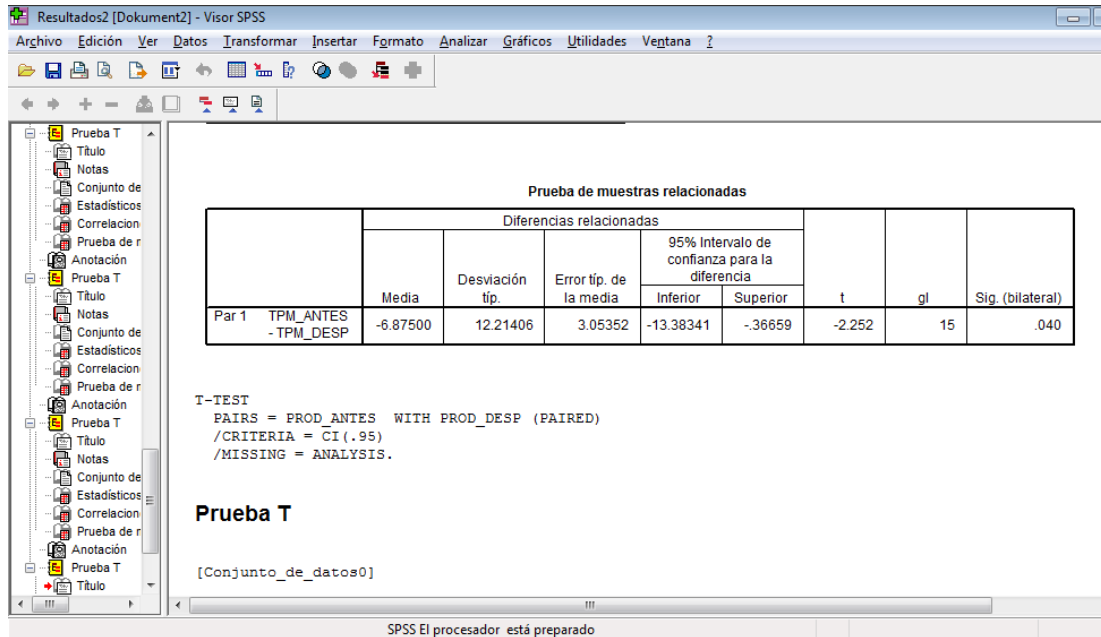 Resultados2 [Dokument2] - Visor SPSS
Archivo Edición Ver Datos Transformar Insertar Formato Analizar Gráficos Utilidades Ventana ?
Prueba T
Título
Notas
Conjunto de
Estadísticos
Correlacion
Prueba de r
Anotación
Prueba T
Título
Notas
Conjunto de
Estadísticos
Correlacion
Prueba de r
Anotación
Prueba T
Título
Notas
Conjunto de
Estadísticos
Correlacion
Prueba de r
Anotación
Prueba T
Título
Prueba de muestras relacionadas
Diferencias relacionadas
95% Intervalo de
confianza para la
diferencia
Desviación
típ.
Error típ. de
la media
Media
Inferior
Superior
t
gl
Sig. (bilateral)
Par 1 TPM_ANTES
- TPM_DESP
-6.87500 12.21406 3.05352 -13.38341 -.36659 -2.252 15 .040
T-TEST
PAIRS = PROD_ANTES WITH PROD_DESP (PAIRED)
/CRITERIA = CI(.95)
/MISSING = ANALYSIS.
Prueba T
[Conjunto_de_datos0]
SPSS El procesador está preparado